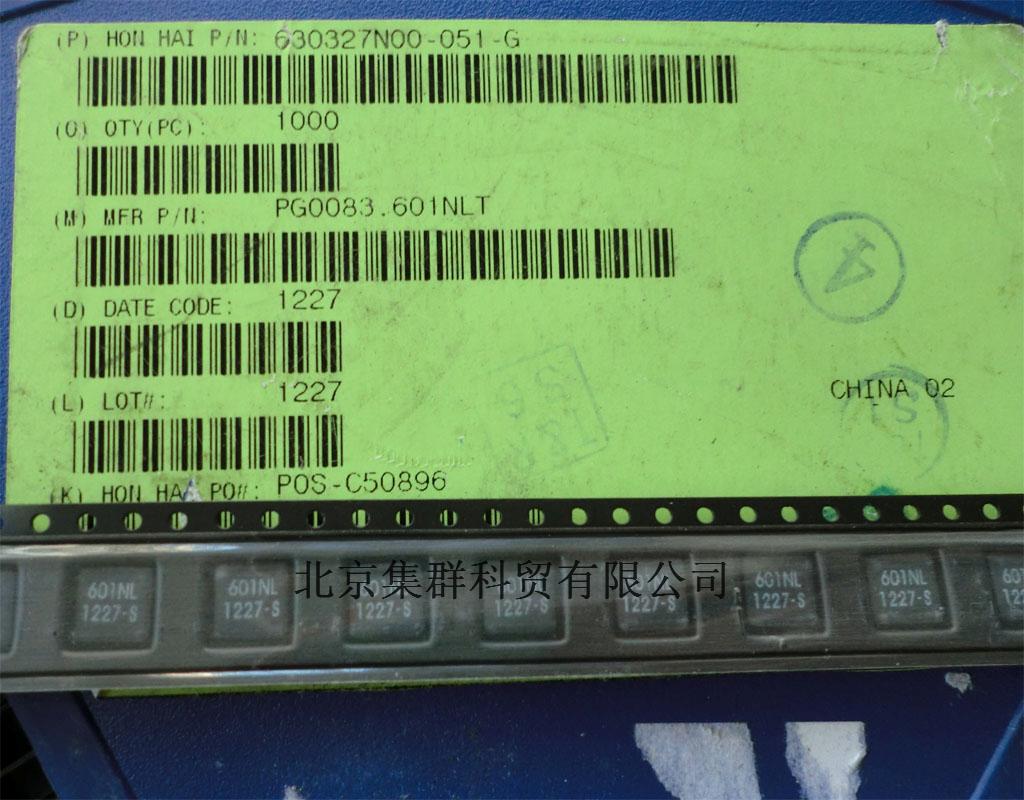 (P) HON HAI P/N: 630327N00-051-G
(Q) QTY(PC): 1000
(M) MFR P/N: PG0083.601NLT
(D) DATE CODE: 1227
(L) LOT#: 1227
CHINA 02
(K) HON HAI PO#: POS-C50896
北京集群科贸有限公司
601NL 601NL 601NL 601NL 601NL
1227-S 1227-S 1227-S 1227-S 1227-S 1227-S 1227-S
4